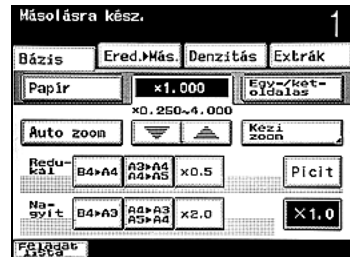 Másolásra kész. 1
Bázis Ered.▶Más. Denzitás Extrák
Papír ×1.000 Egy-/két-
oldalas
×0.250~4.000
Auto zoom Kézi
zoom
Redu-
kál B4▶A4 A3▶A4
A4▶A5 ×0.5 Picit
Na-
gyít B4▶A3 A4▶A3
A5▶A4 ×2.0 ×1.0
Feladat
lista